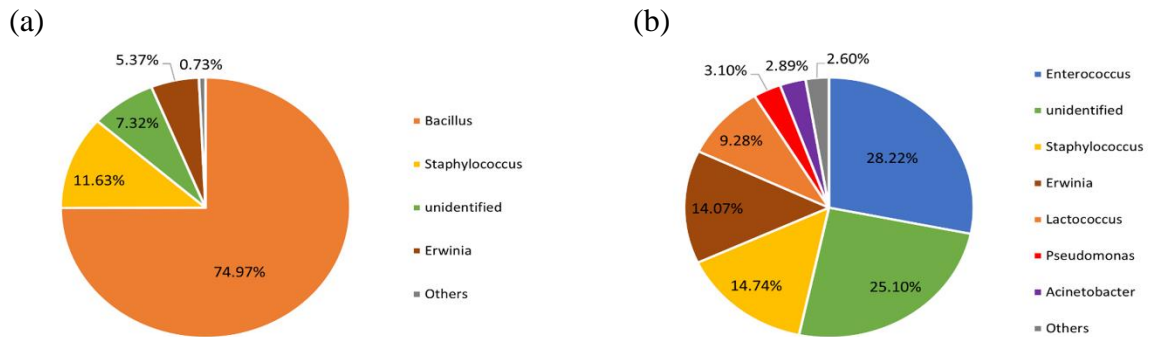 (a)
5.37%
0.73%
7.32%
11.63%
74.97%
Bacillus
Staphylococcus
unidentified
Erwinia
Others
(b)
3.10%
2.89%
2.60%
9.28%
28.22%
14.07%
14.74%
25.10%
Enterococcus
unidentified
Staphylococcus
Erwinia
Lactococcus
Pseudomonas
Acinetobacter
Others